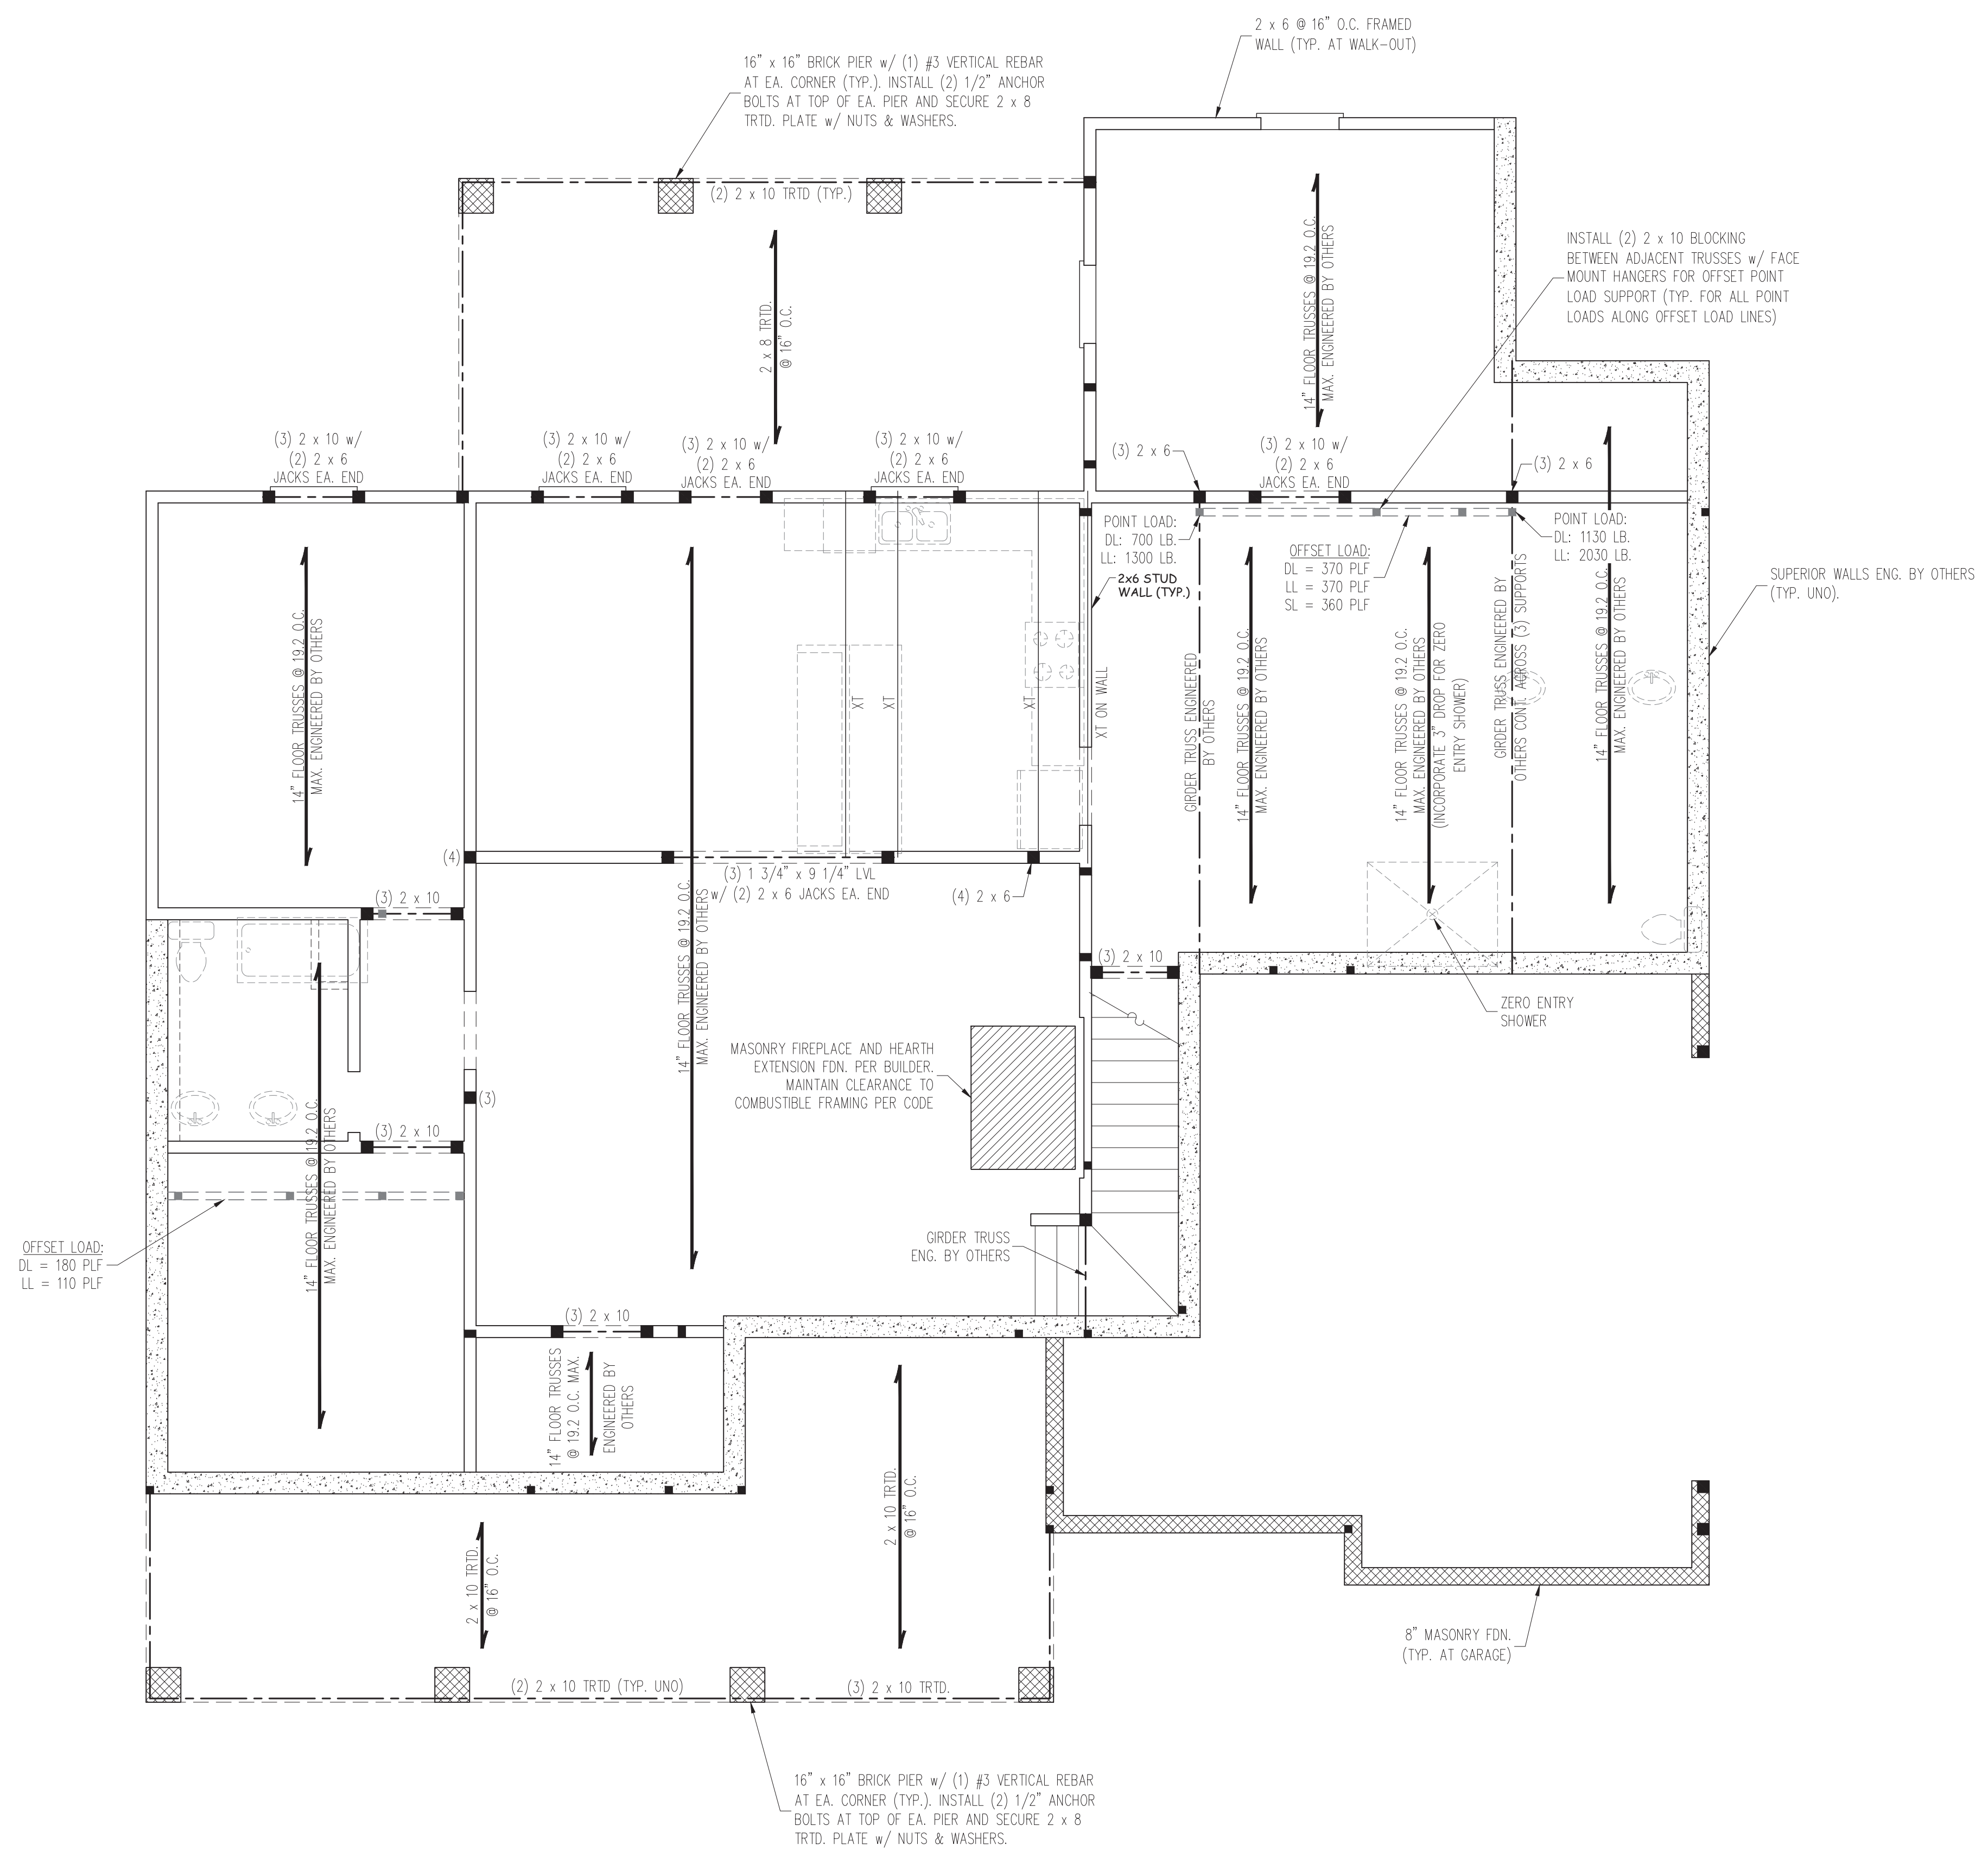 2 x 6 @ 16" O.C. FRAMED
WALL (TYP. AT WALK-OUT)
16" x 16" BRICK PIER w/ (1) #3 VERTICAL REBAR
AT EA. CORNER (TYP.). INSTALL (2) 1/2" ANCHOR
BOLTS AT TOP OF EA. PIER AND SECURE 2 x 8
TRTD. PLATE w/ NUTS & WASHERS.
(2) 2 x 10 TRTD (TYP.)
2 x 8 TRTD.
@ 16" O.C.
14" FLOOR TRUSSES @ 19.2 O.C.
MAX. ENGINEERED BY OTHERS
INSTALL (2) 2 x 10 BLOCKING
BETWEEN ADJACENT TRUSSES w/ FACE
MOUNT HANGERS FOR OFFSET POINT
LOAD SUPPORT (TYP. FOR ALL POINT
LOADS ALONG OFFSET LOAD LINES)
(3) 2 x 10 w/
(2) 2 x 6
JACKS EA. END
(3) 2 x 10 w/
(2) 2 x 6
JACKS EA. END
(3) 2 x 10 w/
(2) 2 x 6
JACKS EA. END
(3) 2 x 10 w/
(2) 2 x 6
JACKS EA. END
(3) 2 x 6
(3) 2 x 10 w/
(2) 2 x 6
JACKS EA. END
(3) 2 x 6
POINT LOAD:
DL: 700 LB.
LL: 1300 LB.
2x6 STUD
WALL (TYP.)
OFFSET LOAD:
DL = 370 PLF
LL = 370 PLF
SL = 360 PLF
POINT LOAD:
DL: 1130 LB.
LL: 2030 LB.
SUPERIOR WALLS ENG. BY OTHERS
(TYP. UNO).
14" FLOOR TRUSSES @ 19.2 O.C.
MAX. ENGINEERED BY OTHERS
14" FLOOR TRUSSES @ 19.2 O.C.
MAX. ENGINEERED BY OTHERS
XT
XT
XT
XT ON WALL
GIRDER TRUSS ENGINEERED
BY OTHERS
14" FLOOR TRUSSES @ 19.2 O.C.
MAX. ENGINEERED BY OTHERS
14" FLOOR TRUSSES @ 19.2 O.C.
MAX. ENGINEERED BY OTHERS
(INCORPORATE 3" DROP FOR ZERO
ENTRY SHOWER)
GIRDER TRUSS ENGINEERED BY
OTHERS CONT. ACROSS (3) SUPPORTS
14" FLOOR TRUSSES @ 19.2 O.C.
MAX. ENGINEERED BY OTHERS
(4)
(3) 1 3/4" x 9 1/4" LVL
w/ (2) 2 x 6 JACKS EA. END
(4) 2 x 6
(3) 2 x 10
(3) 2 x 10
ZERO ENTRY
SHOWER
MASONRY FIREPLACE AND HEARTH
EXTENSION FDN. PER BUILDER.
MAINTAIN CLEARANCE TO
COMBUSTIBLE FRAMING PER CODE
(3)
(3) 2 x 10
14" FLOOR TRUSSES @ 19.2 O.C.
MAX. ENGINEERED BY OTHERS
OFFSET LOAD:
DL = 180 PLF
LL = 110 PLF
GIRDER TRUSS
ENG. BY OTHERS
(3) 2 x 10
14" FLOOR TRUSSES
@ 19.2 O.C. MAX.
ENGINEERED BY
OTHERS
2 x 10 TRTD.
@ 16" O.C.
2 x 10 TRTD.
@ 16" O.C.
8" MASONRY FDN.
(TYP. AT GARAGE)
(2) 2 x 10 TRTD (TYP. UNO)
(3) 2 x 10 TRTD.
16" x 16" BRICK PIER w/ (1) #3 VERTICAL REBAR
AT EA. CORNER (TYP.). INSTALL (2) 1/2" ANCHOR
BOLTS AT TOP OF EA. PIER AND SECURE 2 x 8
TRTD. PLATE w/ NUTS & WASHERS.